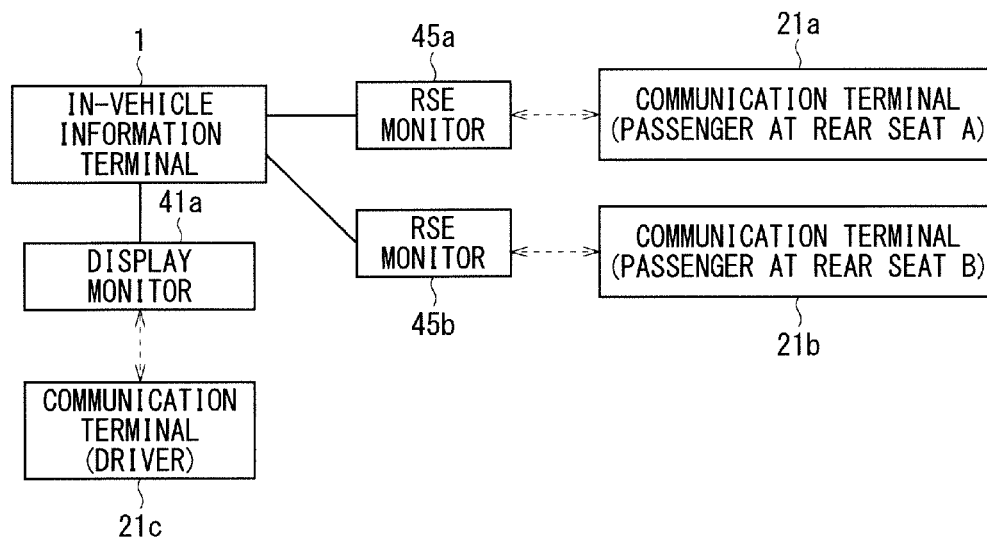 1
IN-VEHICLE
INFORMATION
TERMINAL
45a
RSE
MONITOR
21a
COMMUNICATION TERMINAL
(PASSENGER AT REAR SEAT A)
41a
DISPLAY
MONITOR
RSE
MONITOR
45b
COMMUNICATION TERMINAL
(PASSENGER AT REAR SEAT B)
21b
COMMUNICATION
TERMINAL
(DRIVER)
21c